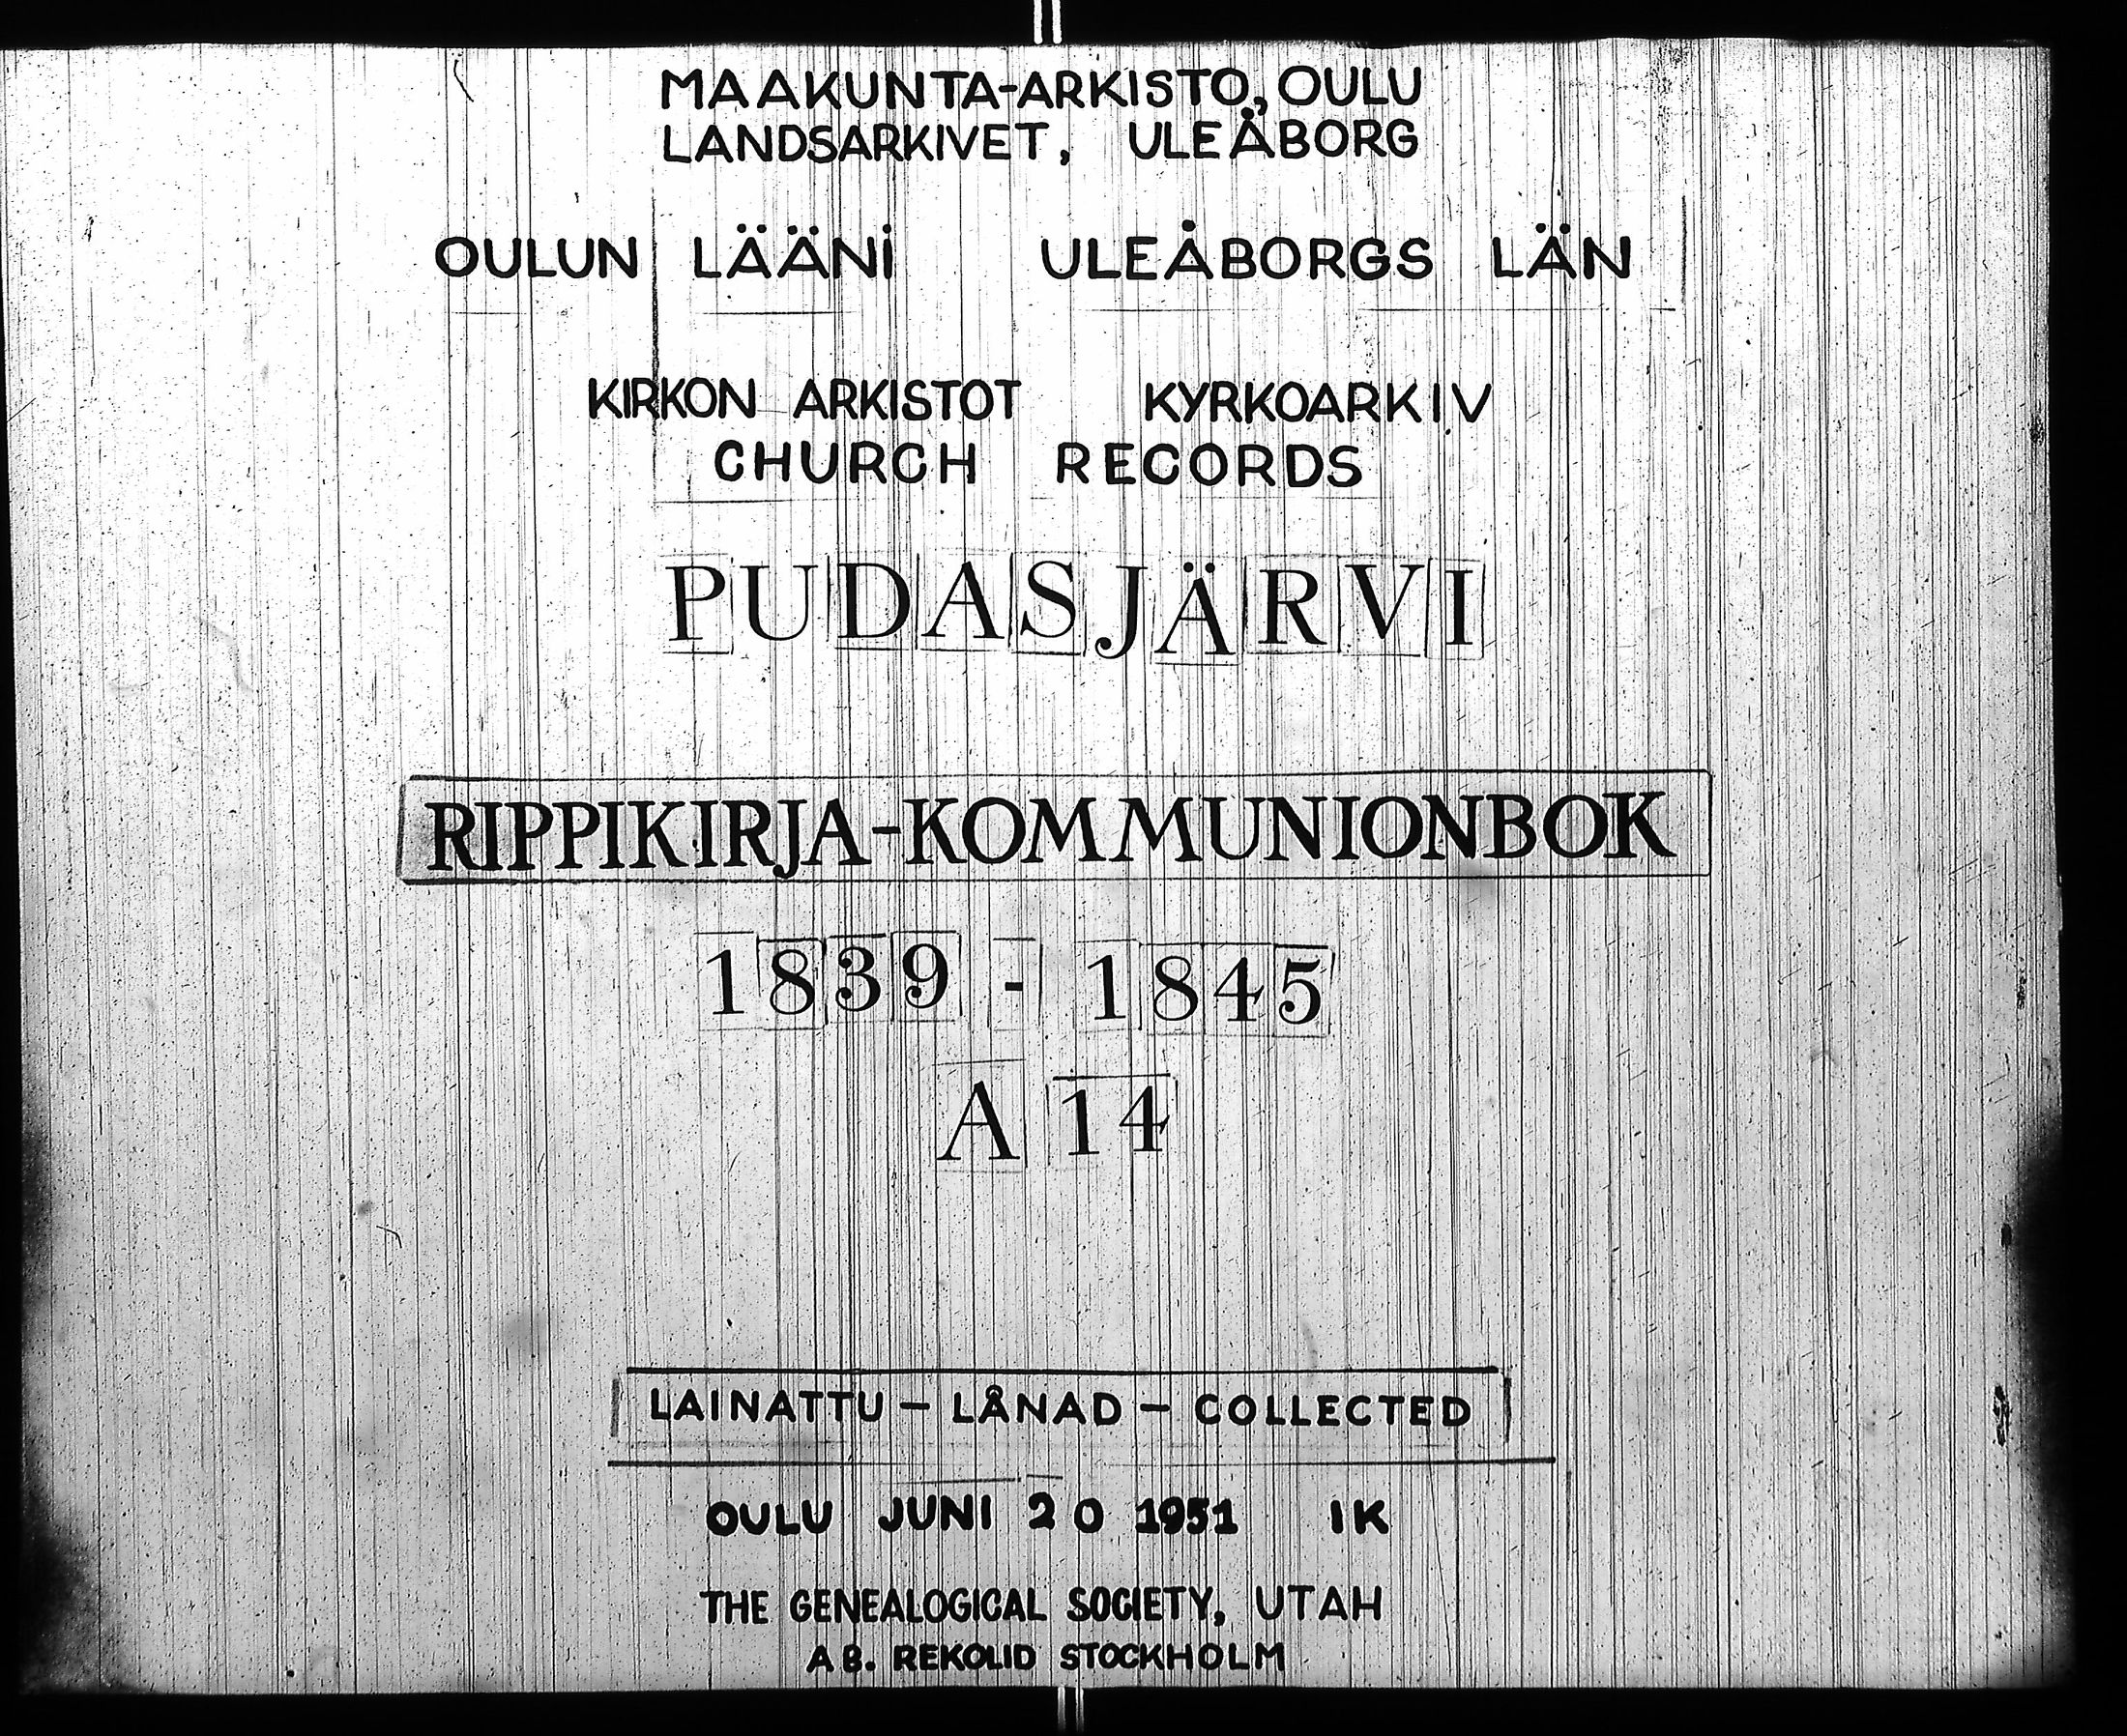 MAAKUNTA-ARKISTO, OULU
LANDSARKIVET, ULEÅBORG
OULUN LÄÄNI ULEÅBORGS LÄN
KIRKON ARKISTOT KYRKOARKIV
CHURCH RECORDS
PUDASJÄRVI
RIPPIKIRJA-KOMMUNIONBOK
1839 - 1845
A 14
LAINATTU - LÅNAD - COLLECTED
OULU JUNI 20 1951 IK
THE GENEALOGICAL SOCIETY, UTAH
AB. REKOLID STOCKHOLM